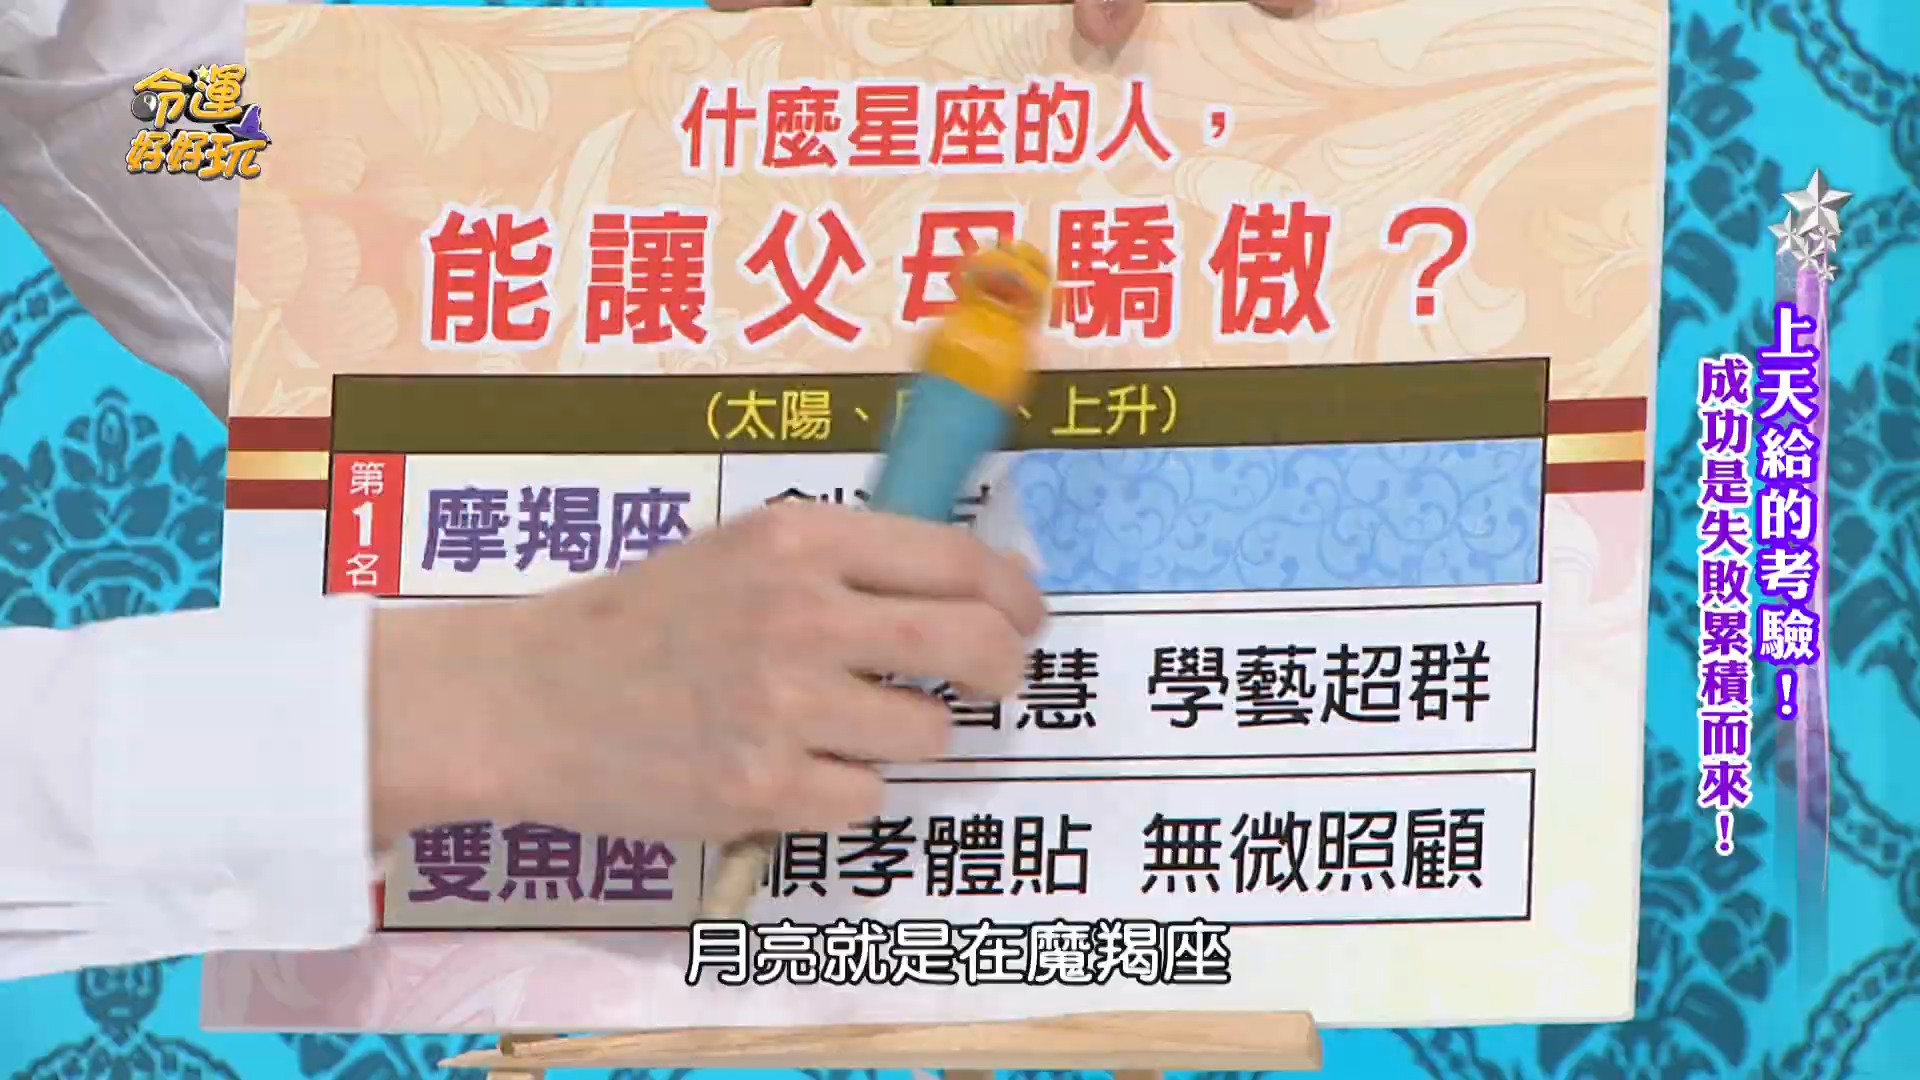 命運
好好玩
什麼星座的人，
能讓父母驕傲？
(太陽、、上升)
第1名
摩羯座
慧 學藝超群
雙魚座
順孝體貼 無微照顧
月亮就是在魔羯座
上天給的考驗！
成功是失敗累積而來！